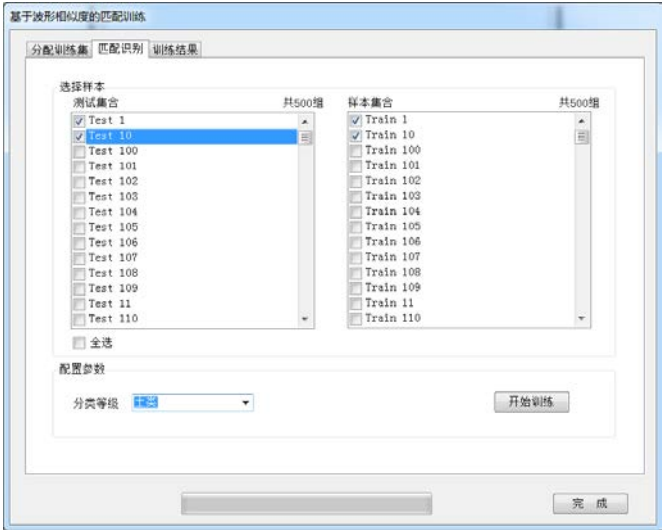 基于波形相似度的匹配训练
分配训练集 匹配识别 训练结果
选择样本
测试集合 共500组 样本集合 共500组
Test 1 Train 1
Test 10 Train 10
Test 100 Train 100
Test 101 Train 101
Test 102 Train 102
Test 103 Train 103
Test 104 Train 104
Test 105 Train 105
Test 106 Train 106
Test 107 Train 107
Test 108 Train 108
Test 109 Train 109
Test 11 Train 11
Test 110 Train 110
全选
配置参数
分类等级 土类 开始训练
完 成